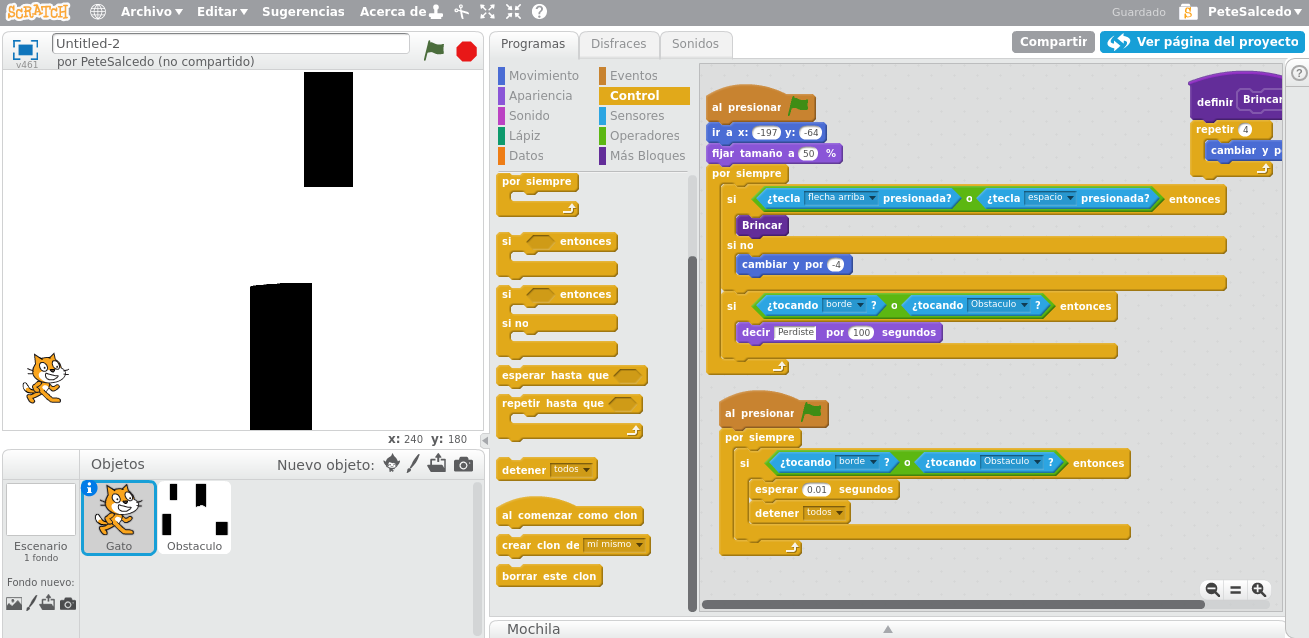 SCRATCH Archivo Editar Sugerencias Acerca de ? Guardado S PeteSalcedo
v461 Untitled-2
por PeteSalcedo (no compartido)
Programas Disfraces Sonidos Compartir Ver página del proyecto
Movimiento Eventos
Apariencia Control
Sonido Sensores
Lápiz Operadores
Datos Más Bloques
por siempre
si entonces
si entonces
si no
esperar hasta que
repetir hasta que
detener todos
al comenzar como clon
crear clon de mí mismo
borrar este clon
al presionar
ir a x: -197 y: -64
fijar tamaño a 50 %
por siempre
si ¿tecla flecha arriba presionada? o ¿tecla espacio presionada? entonces
Brincar
si no
cambiar y por -4
si ¿tocando borde ? o ¿tocando Obstaculo ? entonces
decir Perdiste por 100 segundos
al presionar
por siempre
si ¿tocando borde ? o ¿tocando Obstaculo ? entonces
esperar 0.01 segundos
detener todos
definir Brincar
repetir 4
cambiar y p
?
x: 240 y: 180
Objetos Nuevo objeto:
i
Escenario
1 fondo
Gato
Obstaculo
Fondo nuevo:
Mochila